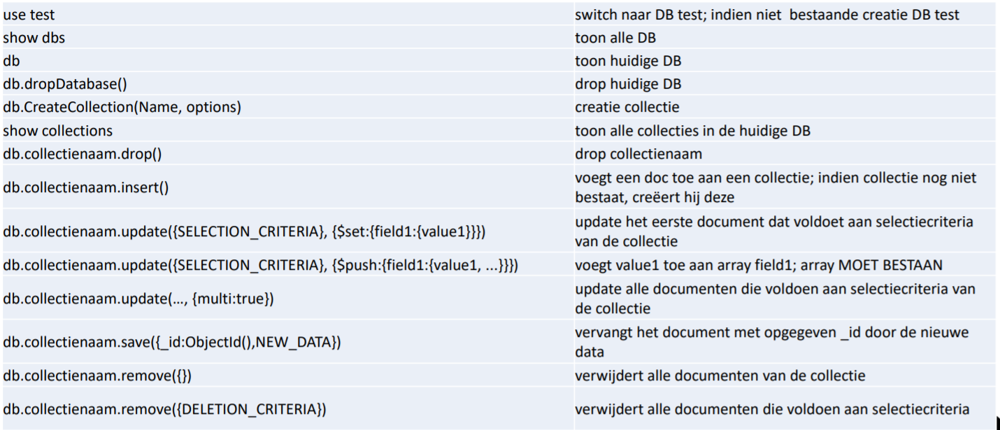 use test
switch naar DB test; indien niet  bestaande creatie DB test
show dbs
toon alle DB
db
toon huidige DB
db.dropDatabase()
drop huidige DB
db.CreateCollection(Name, options)
creatie collectie
show collections
toon alle collecties in de huidige DB
db.collectienaam.drop()
drop collectienaam
db.collectienaam.insert()
voegt een doc toe aan een collectie; indien collectie nog niet
bestaat, creëert hij deze
db.collectienaam.update({SELECTION_CRITERIA}, {$set:{field1:{value1}}})
update het eerste document dat voldoet aan selectiecriteria
van de collectie
db.collectienaam.update({SELECTION_CRITERIA}, {$push:{field1:{value1, ...}}})
voegt value1 toe aan array field1; array MOET BESTAAN
db.collectienaam.update(…, {multi:true})
update alle documenten die voldoen aan selectiecriteria van
de collectie
db.collectienaam.save({_id:ObjectId(),NEW_DATA})
vervangt het document met opgegeven _id door de nieuwe
data
db.collectienaam.remove({})
verwijdert alle documenten van de collectie
db.collectienaam.remove({DELETION_CRITERIA})
verwijdert alle documenten die voldoen aan selectiecriteria